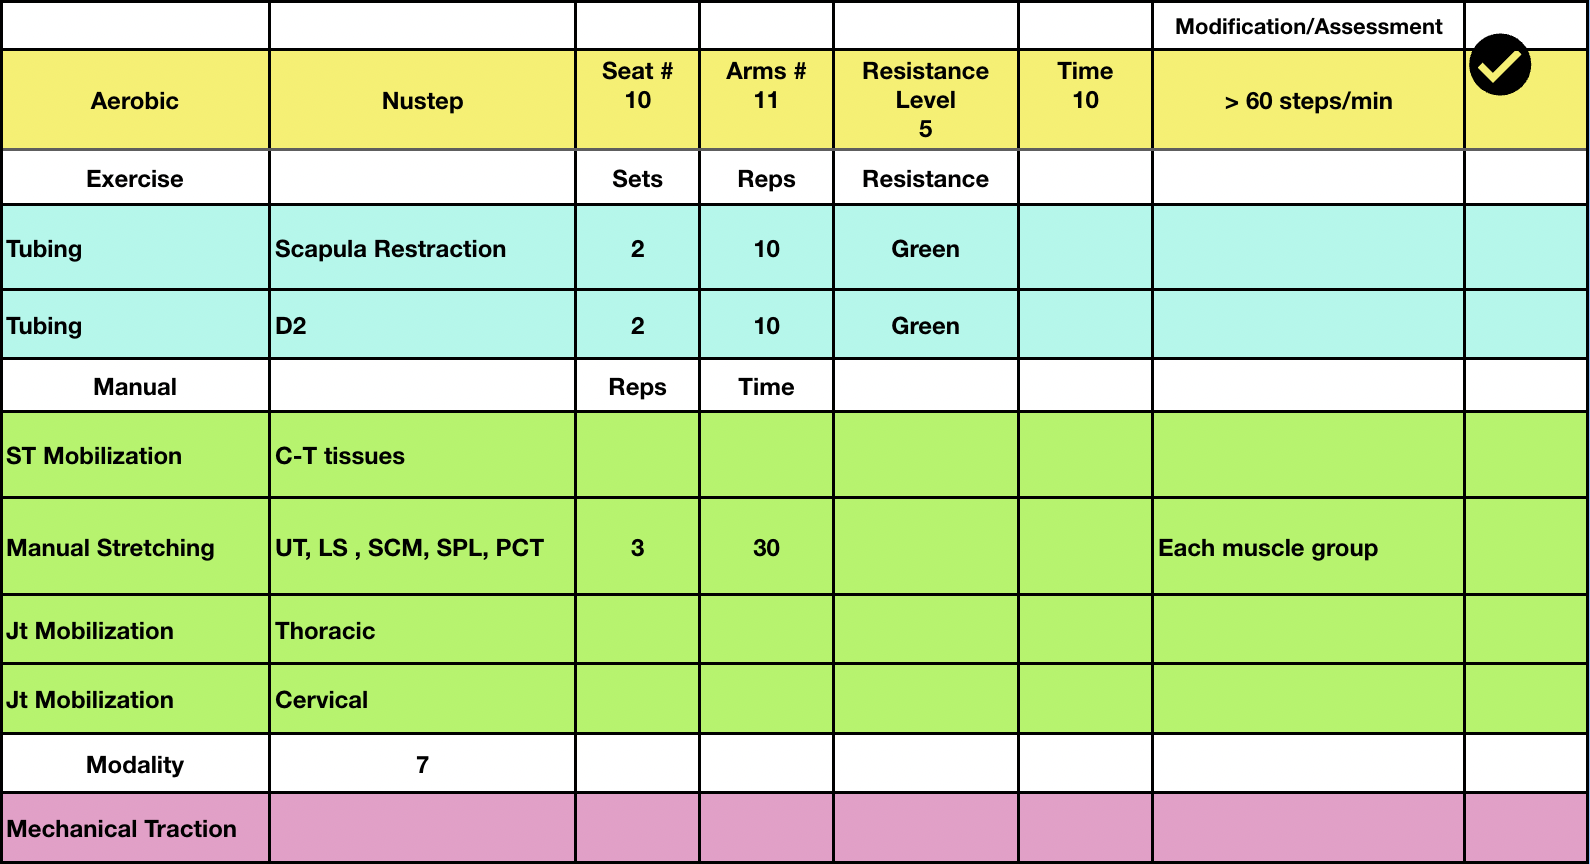 Modification/Assessment
Aerobic Nustep Seat # 10 Arms # 11 Resistance Level 5 Time 10 > 60 steps/min
Exercise Sets Reps Resistance
Tubing Scapula Restraction 2 10 Green
Tubing D2 2 10 Green
Manual Reps Time
ST Mobilization C-T tissues
Manual Stretching UT, LS , SCM, SPL, PCT 3 30 Each muscle group
Jt Mobilization Thoracic
Jt Mobilization Cervical
Modality 7
Mechanical Traction